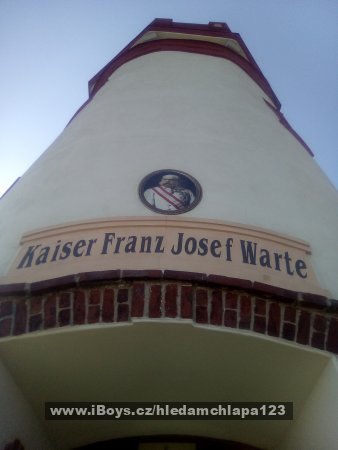 Kaiser Franz Josef Warte
www.iBoys.cz/hledamchlapa123